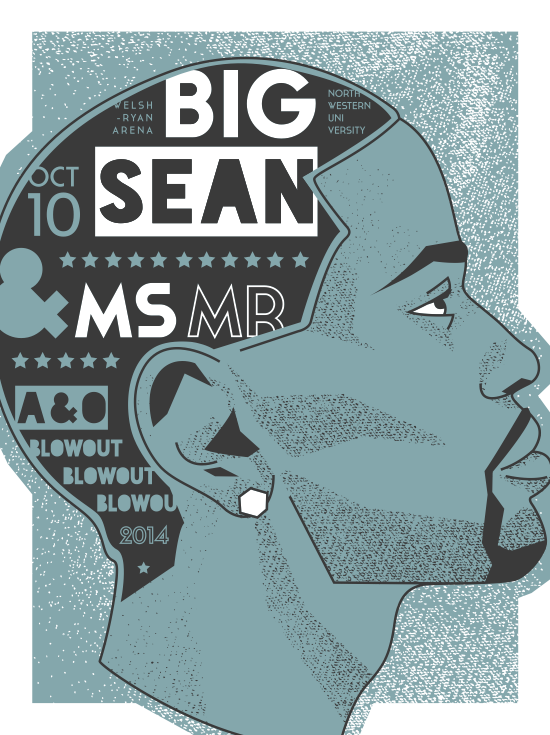 BIG
WELSH
-RYAN
ARENA
NORTH
WESTERN
UNI
VERSITY
SEAN
OCT
10
& MS MR
A & O
BLOWOUT
BLOWOUT
BLOWOU
2014